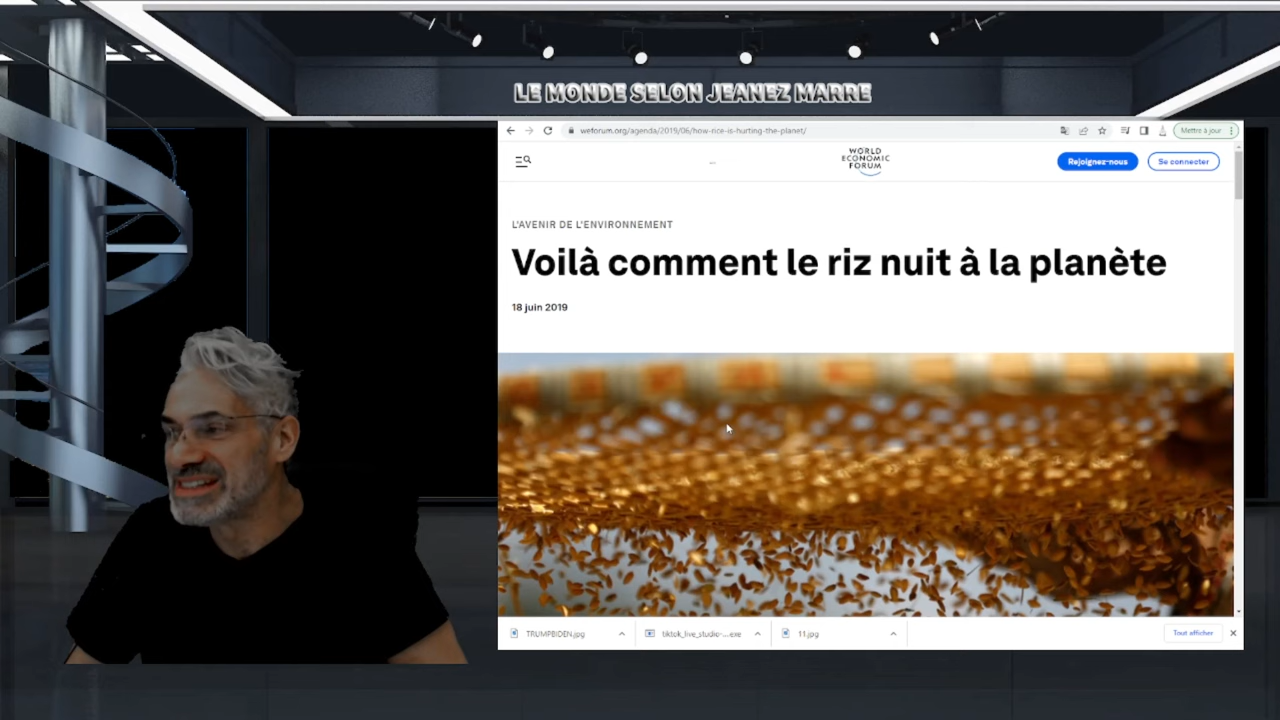 LE MONDE SELON JEANEZ MARRE
weforum.org/agenda/2019/06/how-rice-is-hurting-the-planet/
Mettre à jour
WORLD
ECONOMIC
FORUM
Rejoignez-nous
Se connecter
L'AVENIR DE L'ENVIRONNEMENT
Voilà comment le riz nuit à la planète
18 juin 2019
TRUMPBIDEN.jpg
tiktok_live_studio-....exe
11.jpg
Tout afficher